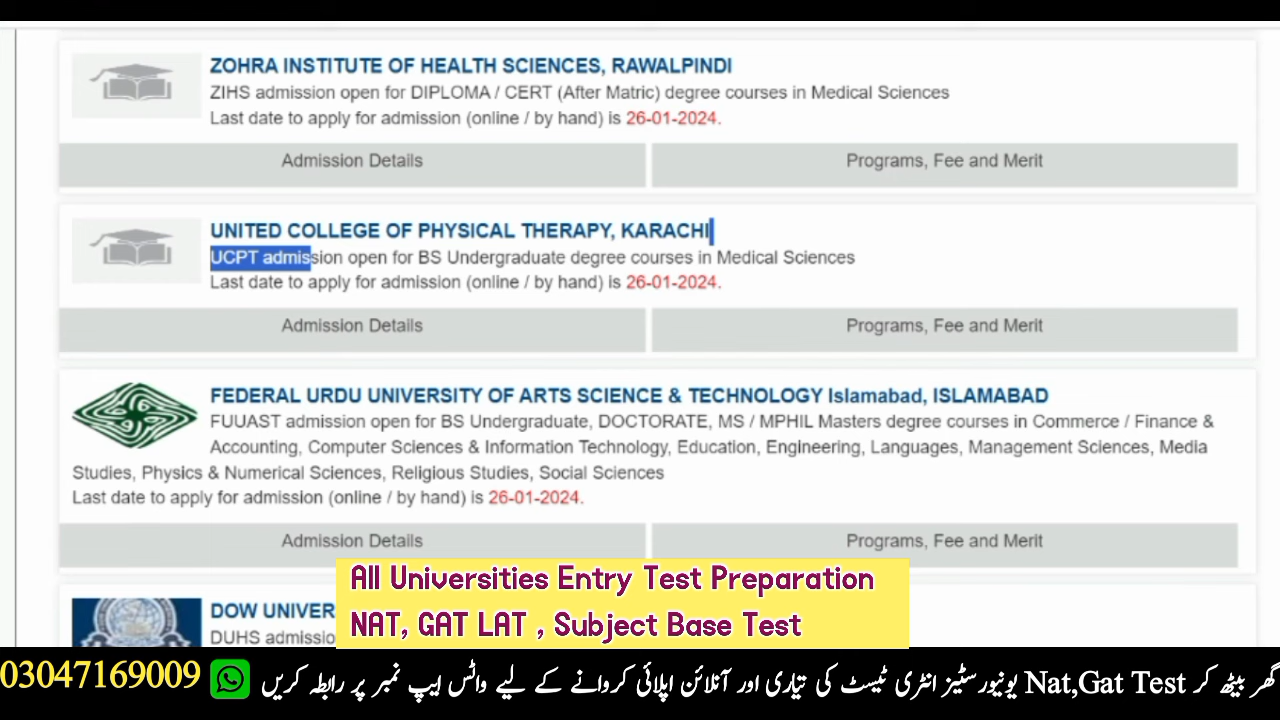 ZOHRA INSTITUTE OF HEALTH SCIENCES, RAWALPINDI
ZIHS admission open for DIPLOMA / CERT (After Matric) degree courses in Medical Sciences
Last date to apply for admission (online / by hand) is 26-01-2024.
Admission Details
Programs, Fee and Merit
UNITED COLLEGE OF PHYSICAL THERAPY, KARACHI
UCPT admission open for BS Undergraduate degree courses in Medical Sciences
Last date to apply for admission (online / by hand) is 26-01-2024.
Admission Details
Programs, Fee and Merit
FEDERAL URDU UNIVERSITY OF ARTS SCIENCE & TECHNOLOGY Islamabad, ISLAMABAD
FUUAST admission open for BS Undergraduate, DOCTORATE, MS / MPHIL Masters degree courses in Commerce / Finance &
Accounting, Computer Sciences & Information Technology, Education, Engineering, Languages, Management Sciences, Media
Studies, Physics & Numerical Sciences, Religious Studies, Social Sciences
Last date to apply for admission (online / by hand) is 26-01-2024.
Admission Details
Programs, Fee and Merit
DOW UNIVER
DUHS admissio
All Universities Entry Test Preparation
NAT, GAT LAT , Subject Base Test
گھر بیٹھ کر Nat,Gat Test یونیورسٹیز انٹری ٹیسٹ کی تیاری اور آنلائن اپلائی کروانے کے لیے واٹس ایپ نمبر پر رابطہ کریں 03047169009